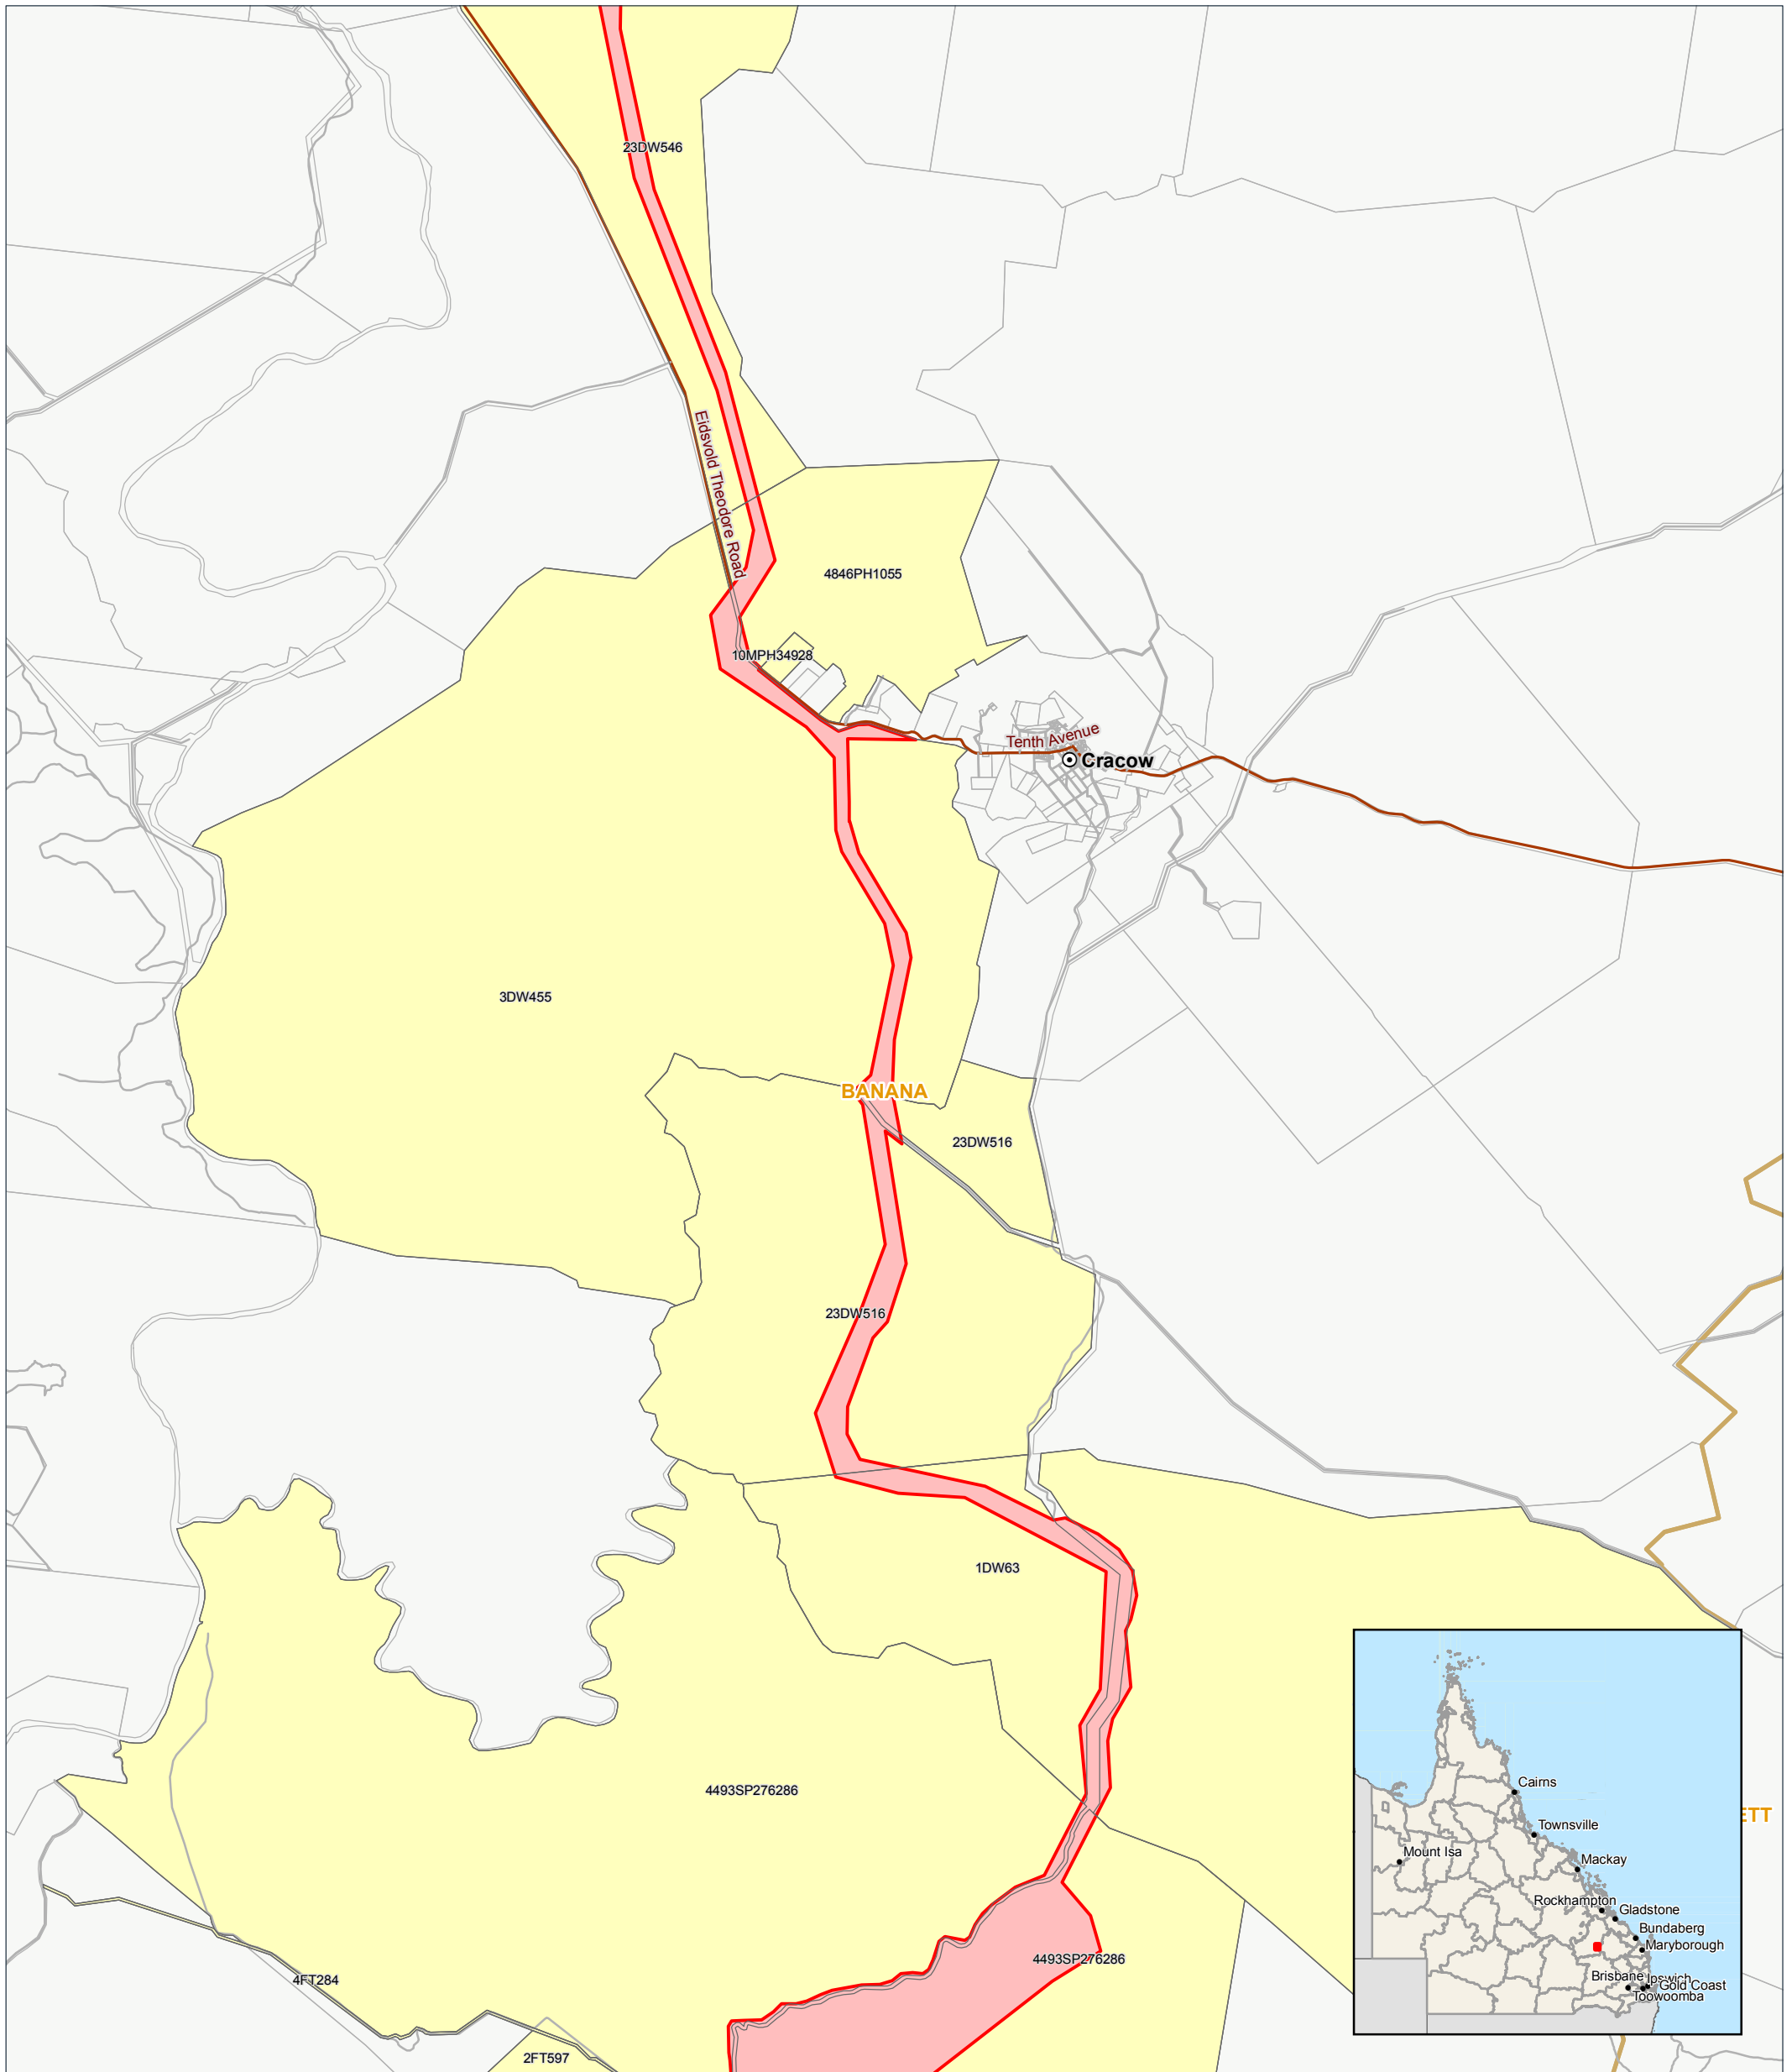 23DW546
Eidsvold Theodore Road
4846PH1055
10MPH34928
Tenth Avenue
Cracow
3DW455
BANANA
23DW516
23DW516
1DW63
4493SP276286
ETT
4493SP276286
4FT284
2FT597
Cairns
Townsville
Mount Isa
Mackay
Rockhampton
Gladstone
Bundaberg
Maryborough
Brisbane
Ipswich
Gold Coast
Toowoomba